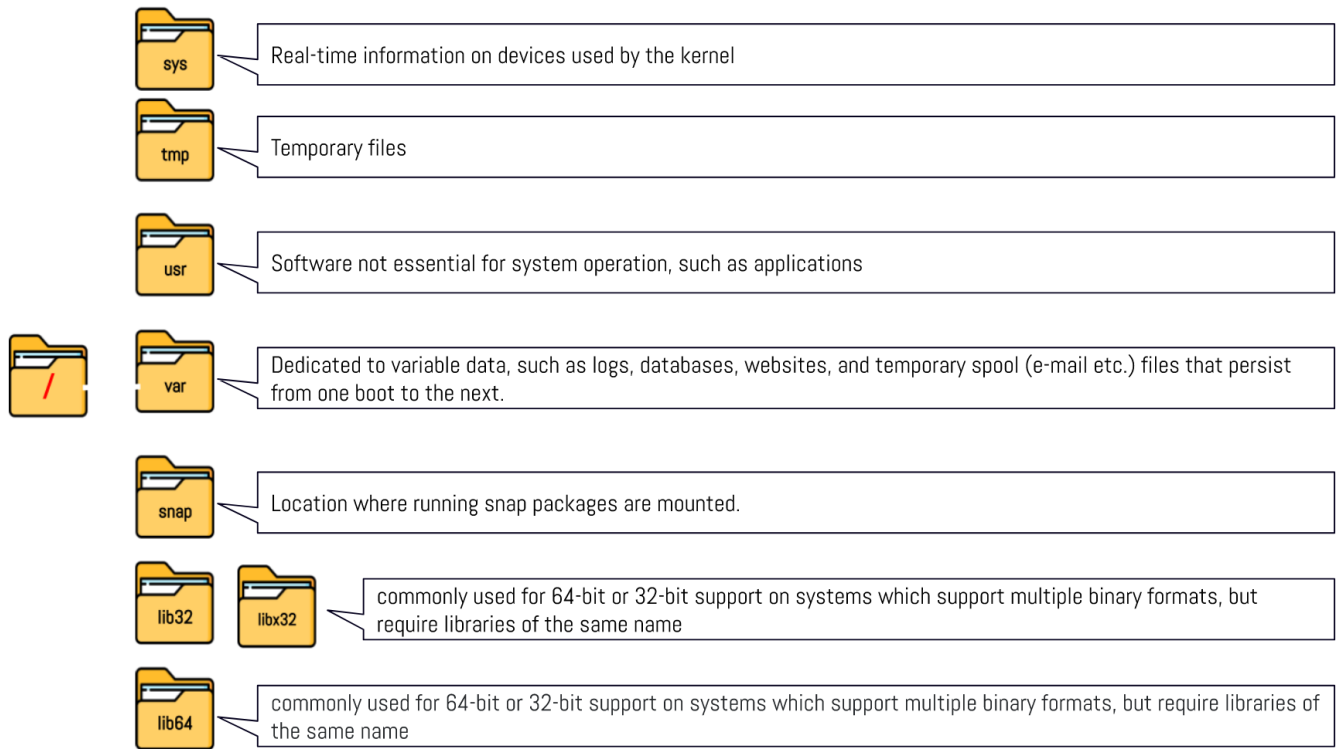 sys
Real-time information on devices used by the kernel
tmp
Temporary files
usr
Software not essential for system operation, such as applications
/
var
Dedicated to variable data, such as logs, databases, websites, and temporary spool (e-mail etc.) files that persist
from one boot to the next.
snap
Location where running snap packages are mounted.
lib32
libx32
commonly used for 64-bit or 32-bit support on systems which support multiple binary formats, but
require libraries of the same name
lib64
commonly used for 64-bit or 32-bit support on systems which support multiple binary formats, but require libraries of
the same name